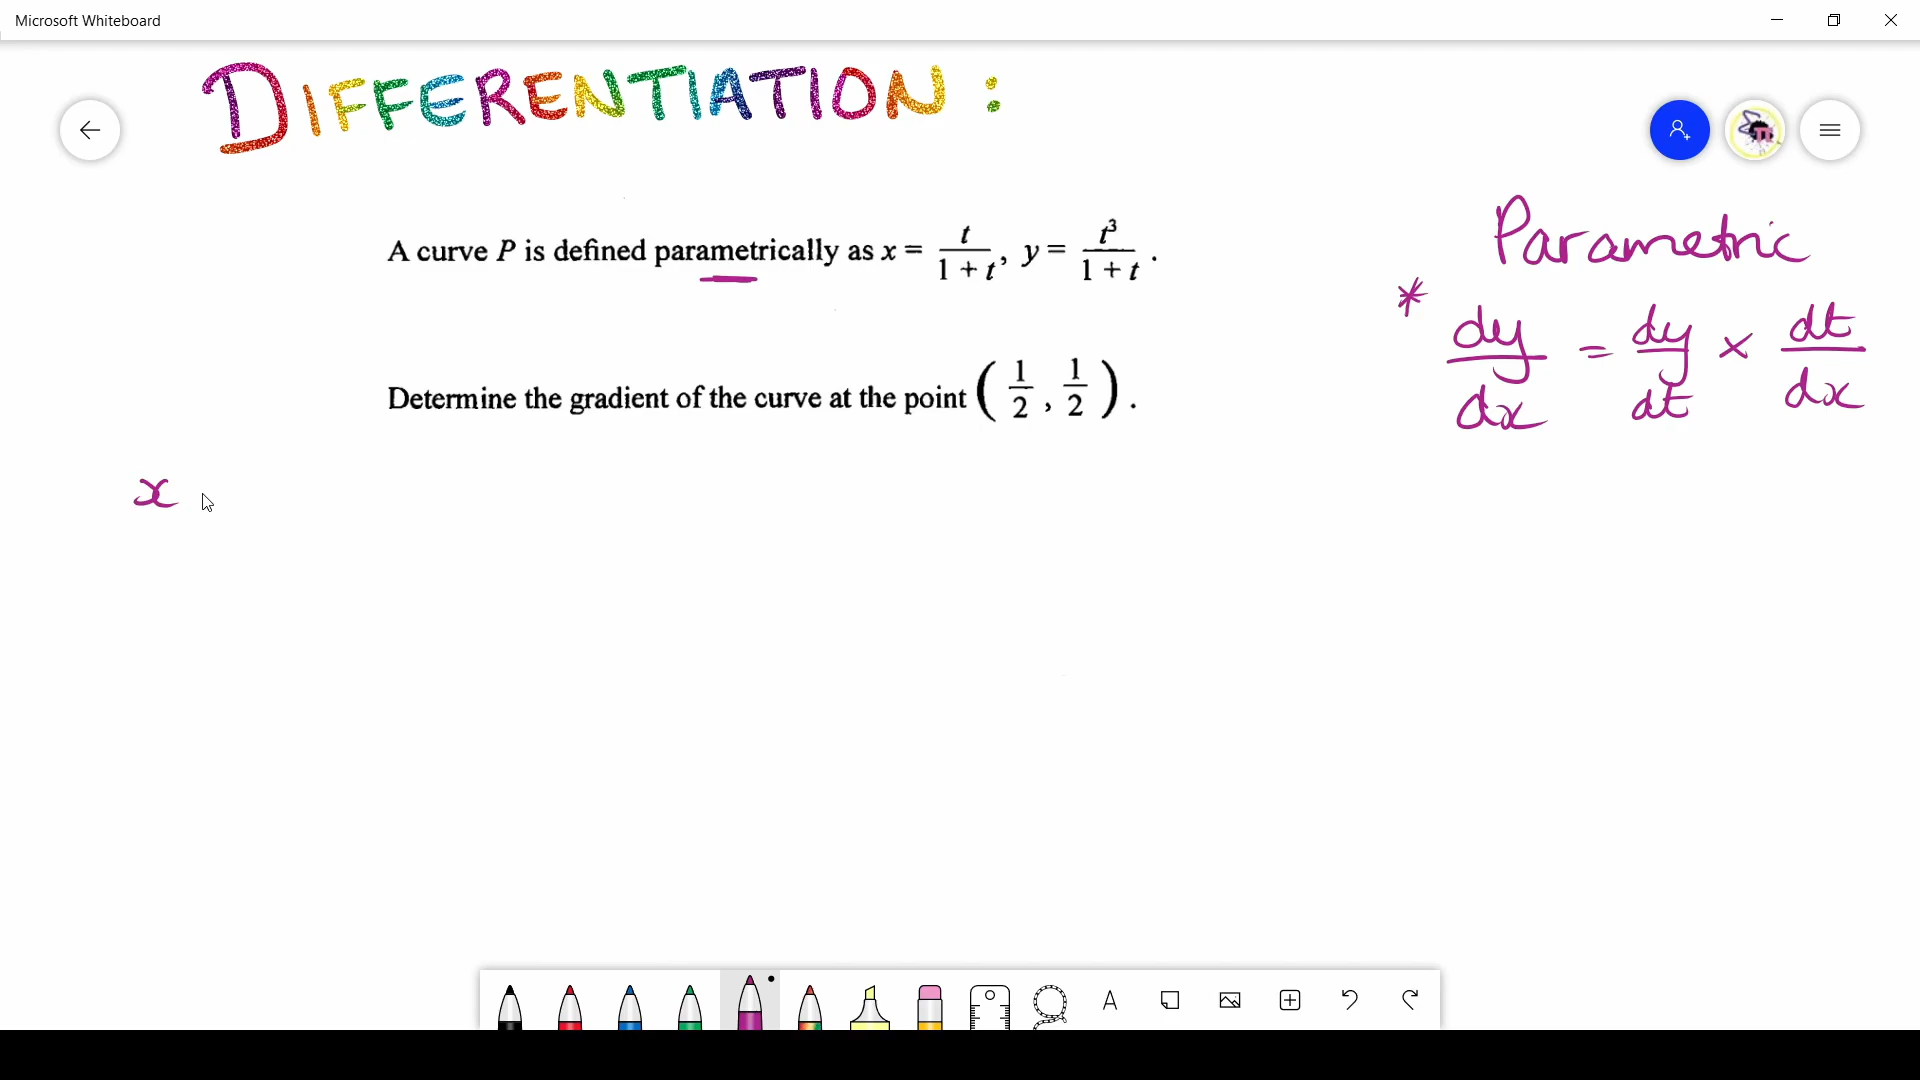 Microsoft Whiteboard
DIFFERENTIATION :
A curve P is defined parametrically as x = t/(1 + t), y = t³/(1 + t) .
Determine the gradient of the curve at the point (1/2, 1/2) .
Parametric
* dy/dx = dy/dt × dt/dx
x